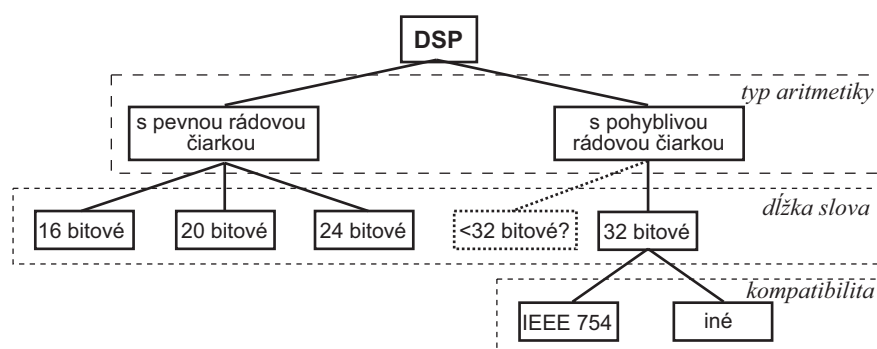 DSP
typ aritmetiky
s pevnou rádovou
čiarkou
s pohyblivou
rádovou čiarkou
dĺžka slova
16 bitové
20 bitové
24 bitové
<32 bitové?
32 bitové
kompatibilita
IEEE 754
iné